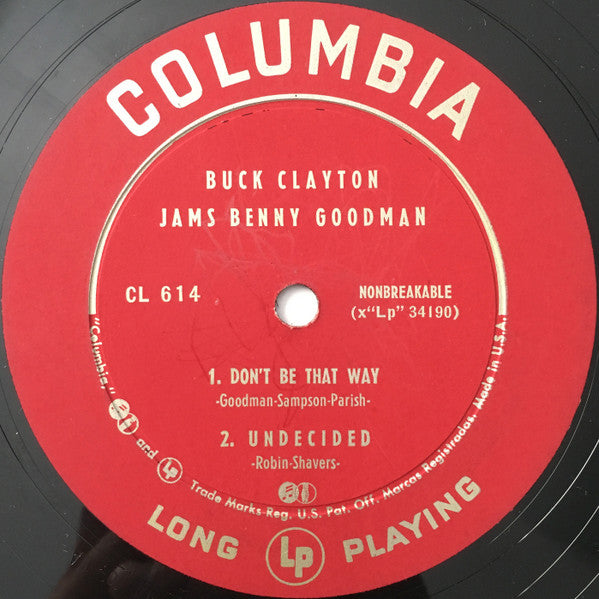 COLUMBIA
BUCK CLAYTON
JAMS BENNY GOODMAN
CL 614
NONBREAKABLE
(x"Lp" 34190)
1. DON'T BE THAT WAY
-Goodman-Sampson-Parish-
2. UNDECIDED
-Robin-Shavers-
"Columbia," and Lp Trade Marks-Reg. U.S. Pat. Off. Marcas Registradas. Made in U.S.A.
LONG Lp PLAYING